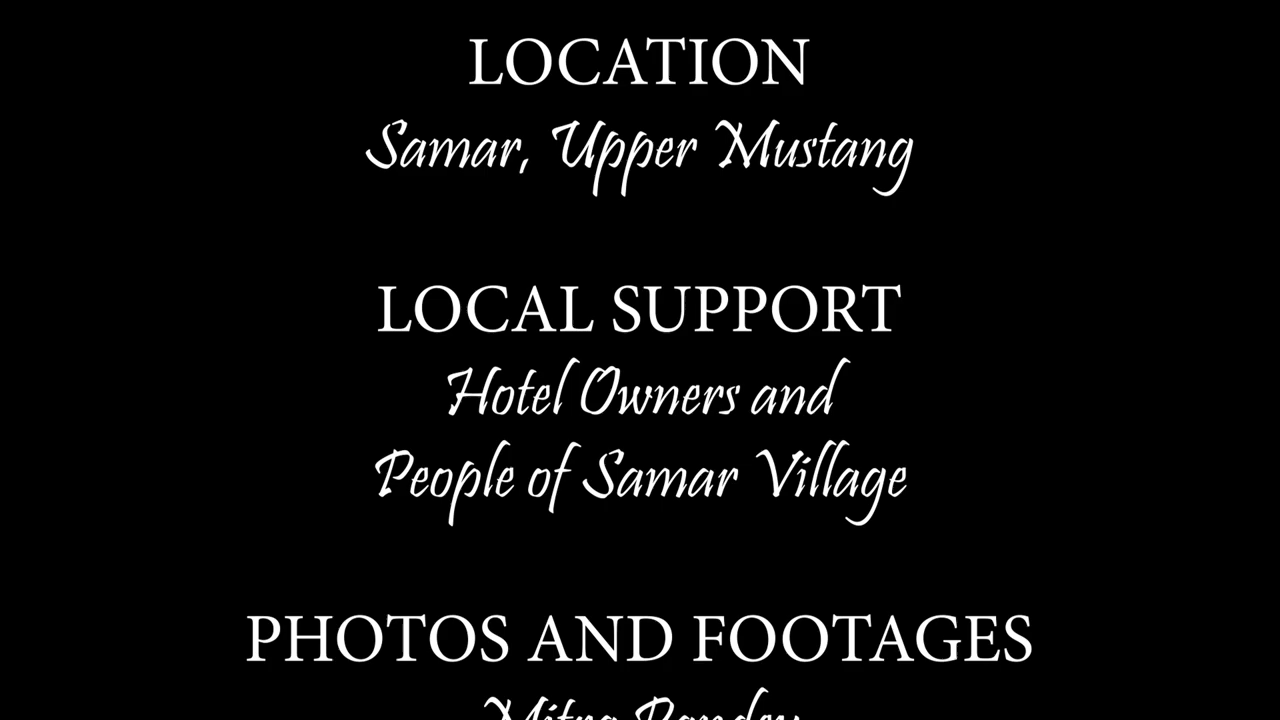 LOCATION
Samar, Upper Mustang
LOCAL SUPPORT
Hotel Owners and
People of Samar Village
PHOTOS AND FOOTAGES